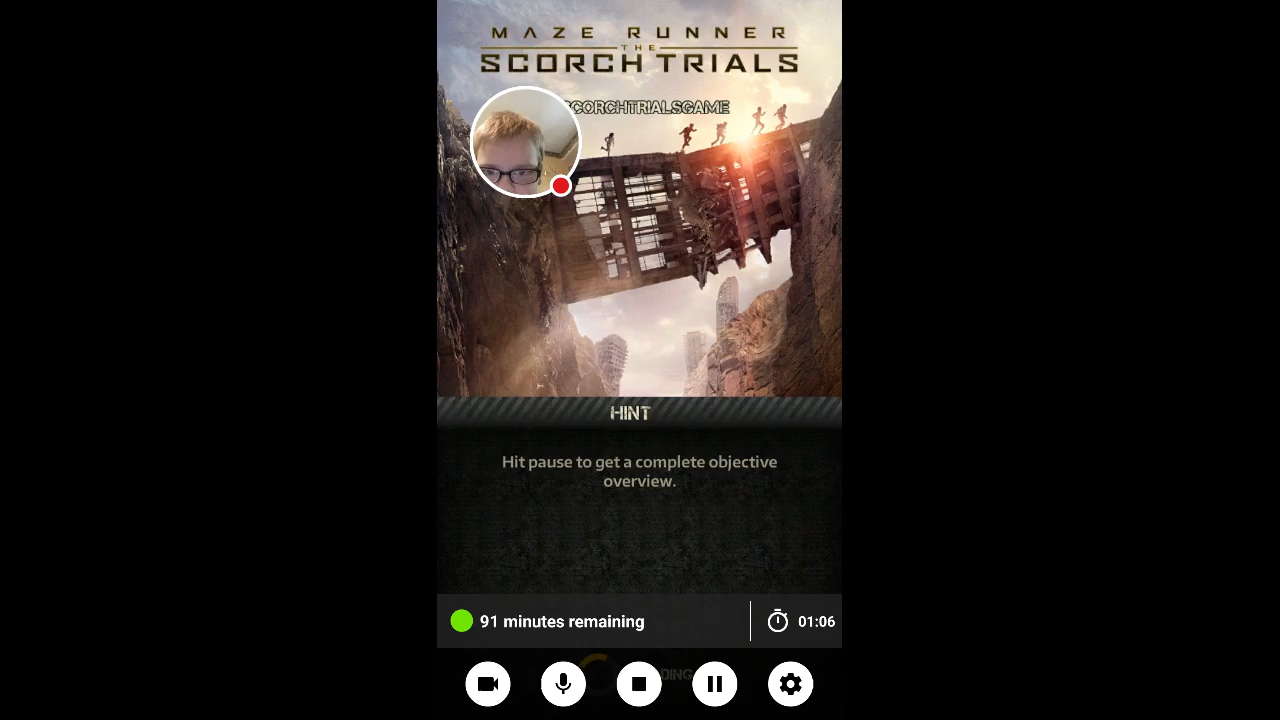 MAZE RUNNER
THE
SCORCH TRIALS
SCORCHTRIALSGAME
HINT
Hit pause to get a complete objective
overview.
91 minutes remaining
01:06